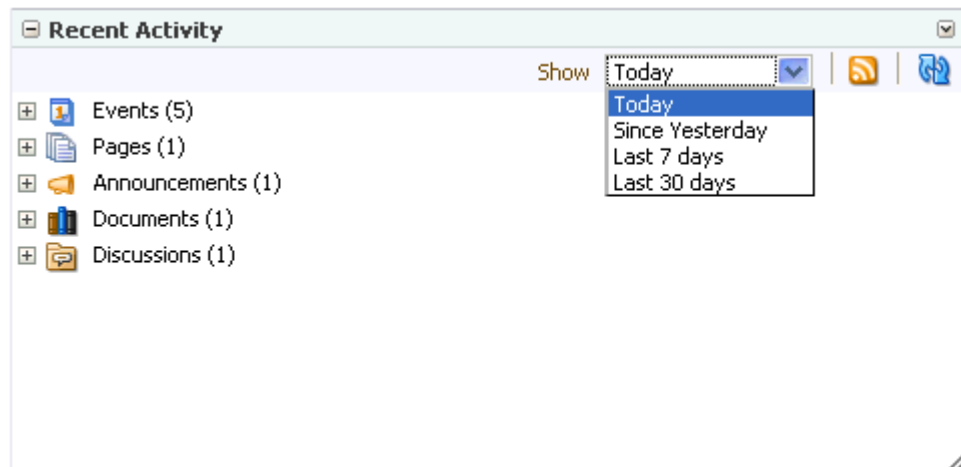 Recent Activity
Show Today
Today
Since Yesterday
Last 7 days
Last 30 days
Events (5)
Pages (1)
Announcements (1)
Documents (1)
Discussions (1)